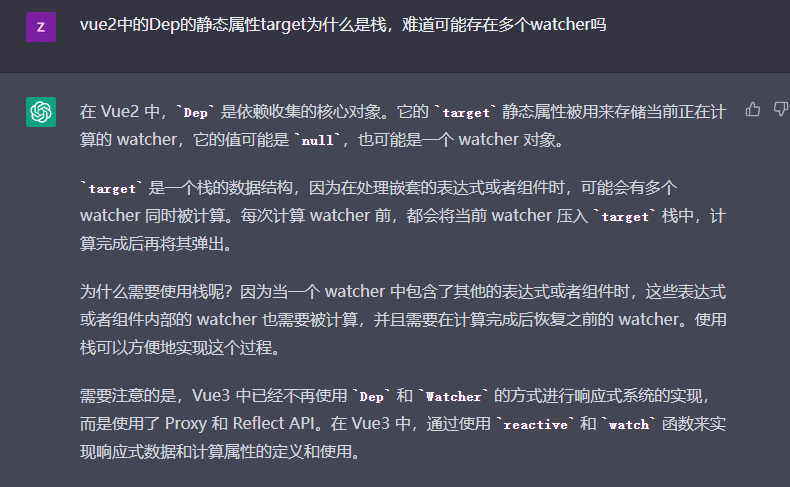 Z
vue2中的Dep的静态属性target为什么是栈，难道可能存在多个watcher吗
在 Vue2 中，`Dep` 是依赖收集的核心对象。它的 `target` 静态属性被用来存储当前正在计
算的 watcher，它的值可能是 `null`，也可能是一个 watcher 对象。
`target` 是一个栈的数据结构，因为在处理嵌套的表达式或者组件时，可能会有多个
watcher 同时被计算。每次计算 watcher 前，都会将当前 watcher 压入 `target` 栈中，计
算完成后再将其弹出。
为什么需要使用栈呢？因为当一个 watcher 中包含了其他的表达式或者组件时，这些表达式
或者组件内部的 watcher 也需要被计算，并且需要在计算完成后恢复之前的 watcher。使用
栈可以方便地实现这个过程。
需要注意的是，Vue3 中已经不再使用 `Dep` 和 `Watcher` 的方式进行响应式系统的实现，
而是使用了 Proxy 和 Reflect API。在 Vue3 中，通过使用 `reactive` 和 `watch` 函数来实
现响应式数据和计算属性的定义和使用。